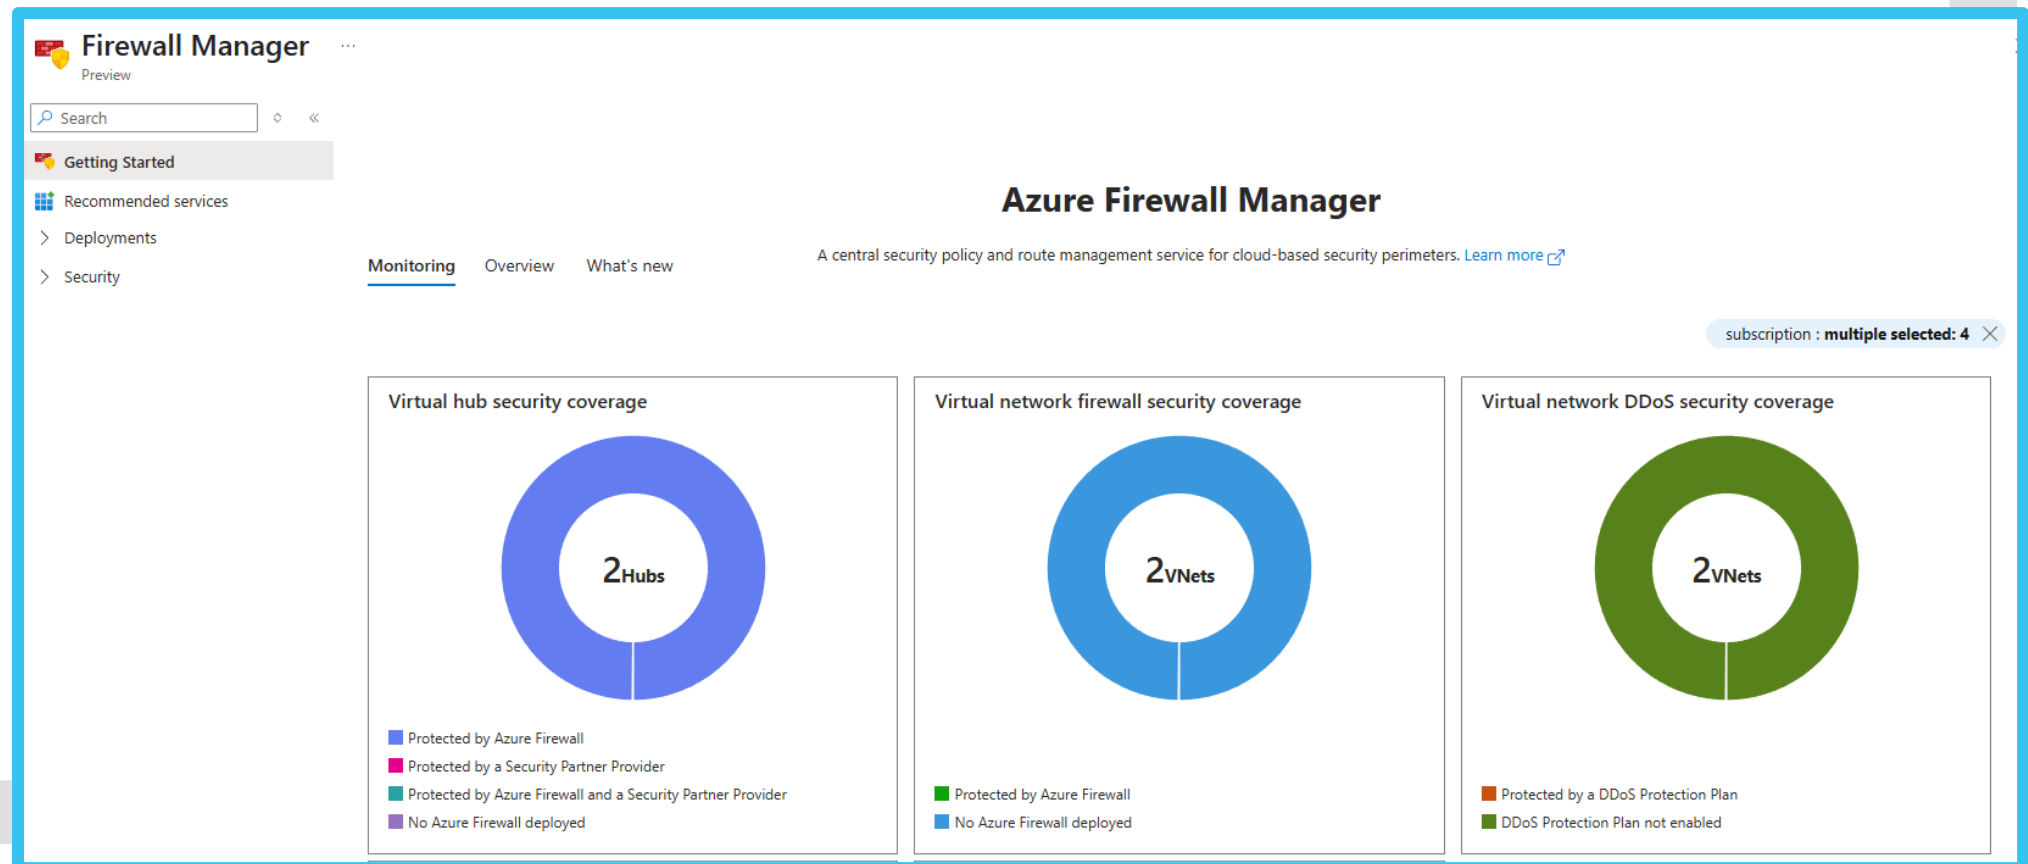 Firewall Manager ...
Preview
Search
Getting Started
Recommended services
Deployments
Security
Azure Firewall Manager
A central security policy and route management service for cloud-based security perimeters. Learn more
Monitoring Overview What's new
subscription : multiple selected: 4
Virtual hub security coverage
2Hubs
Protected by Azure Firewall
Protected by a Security Partner Provider
Protected by Azure Firewall and a Security Partner Provider
No Azure Firewall deployed
Virtual network firewall security coverage
2VNets
Protected by Azure Firewall
No Azure Firewall deployed
Virtual network DDoS security coverage
2VNets
Protected by a DDoS Protection Plan
DDoS Protection Plan not enabled